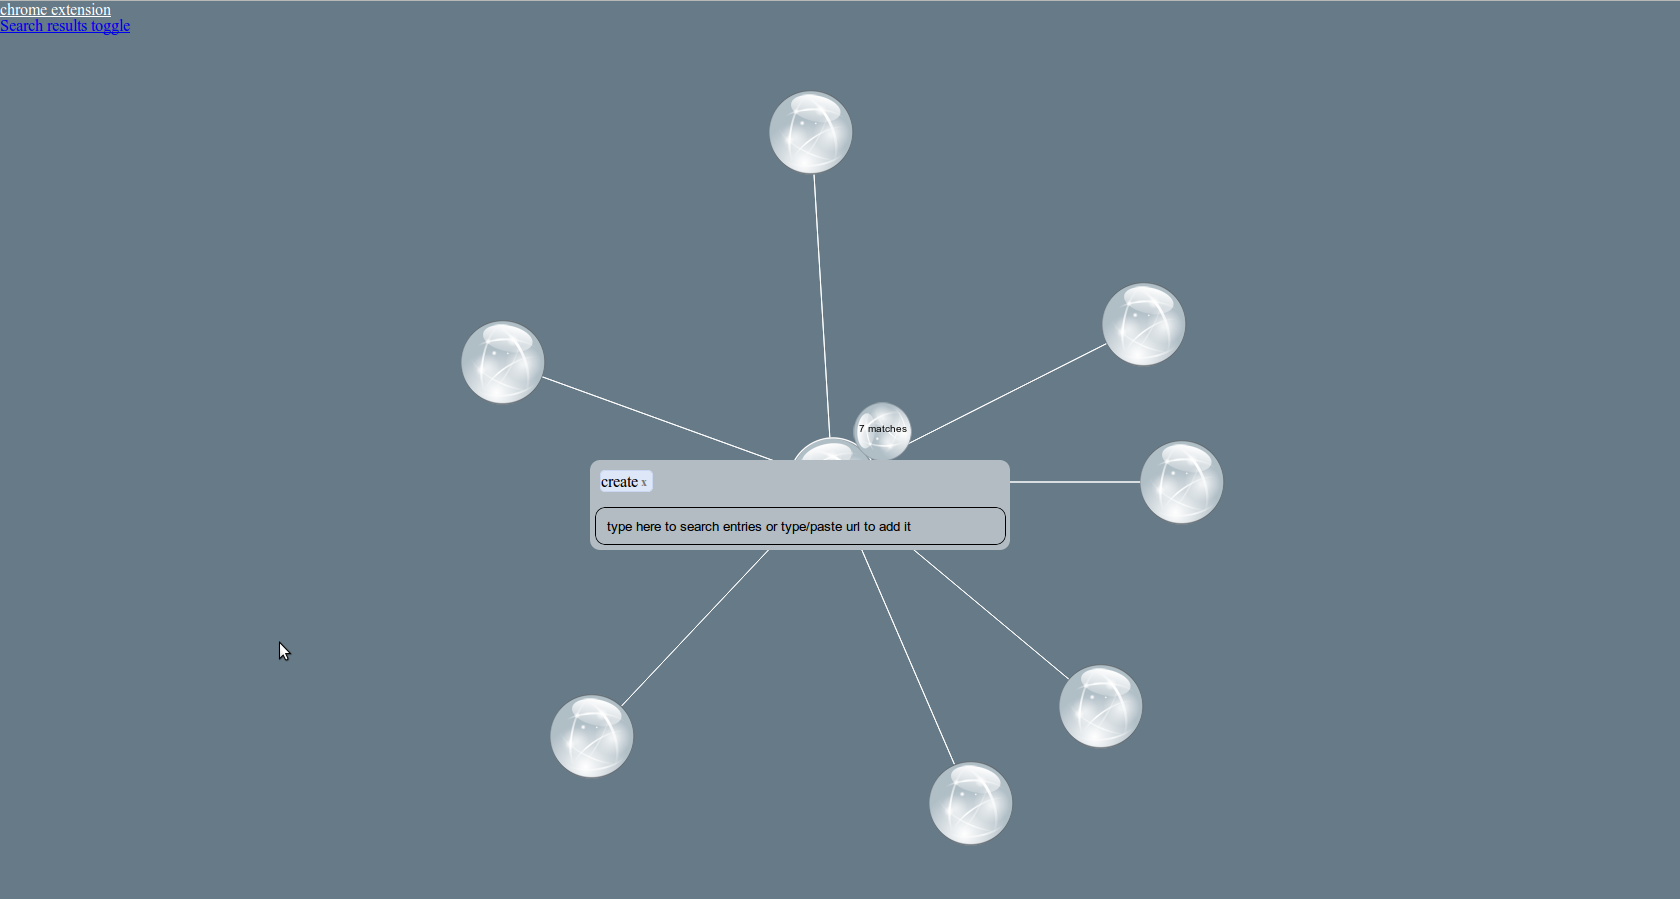 chrome extension
Search results toggle
7 matches
create x
type here to search entries or type/paste url to add it